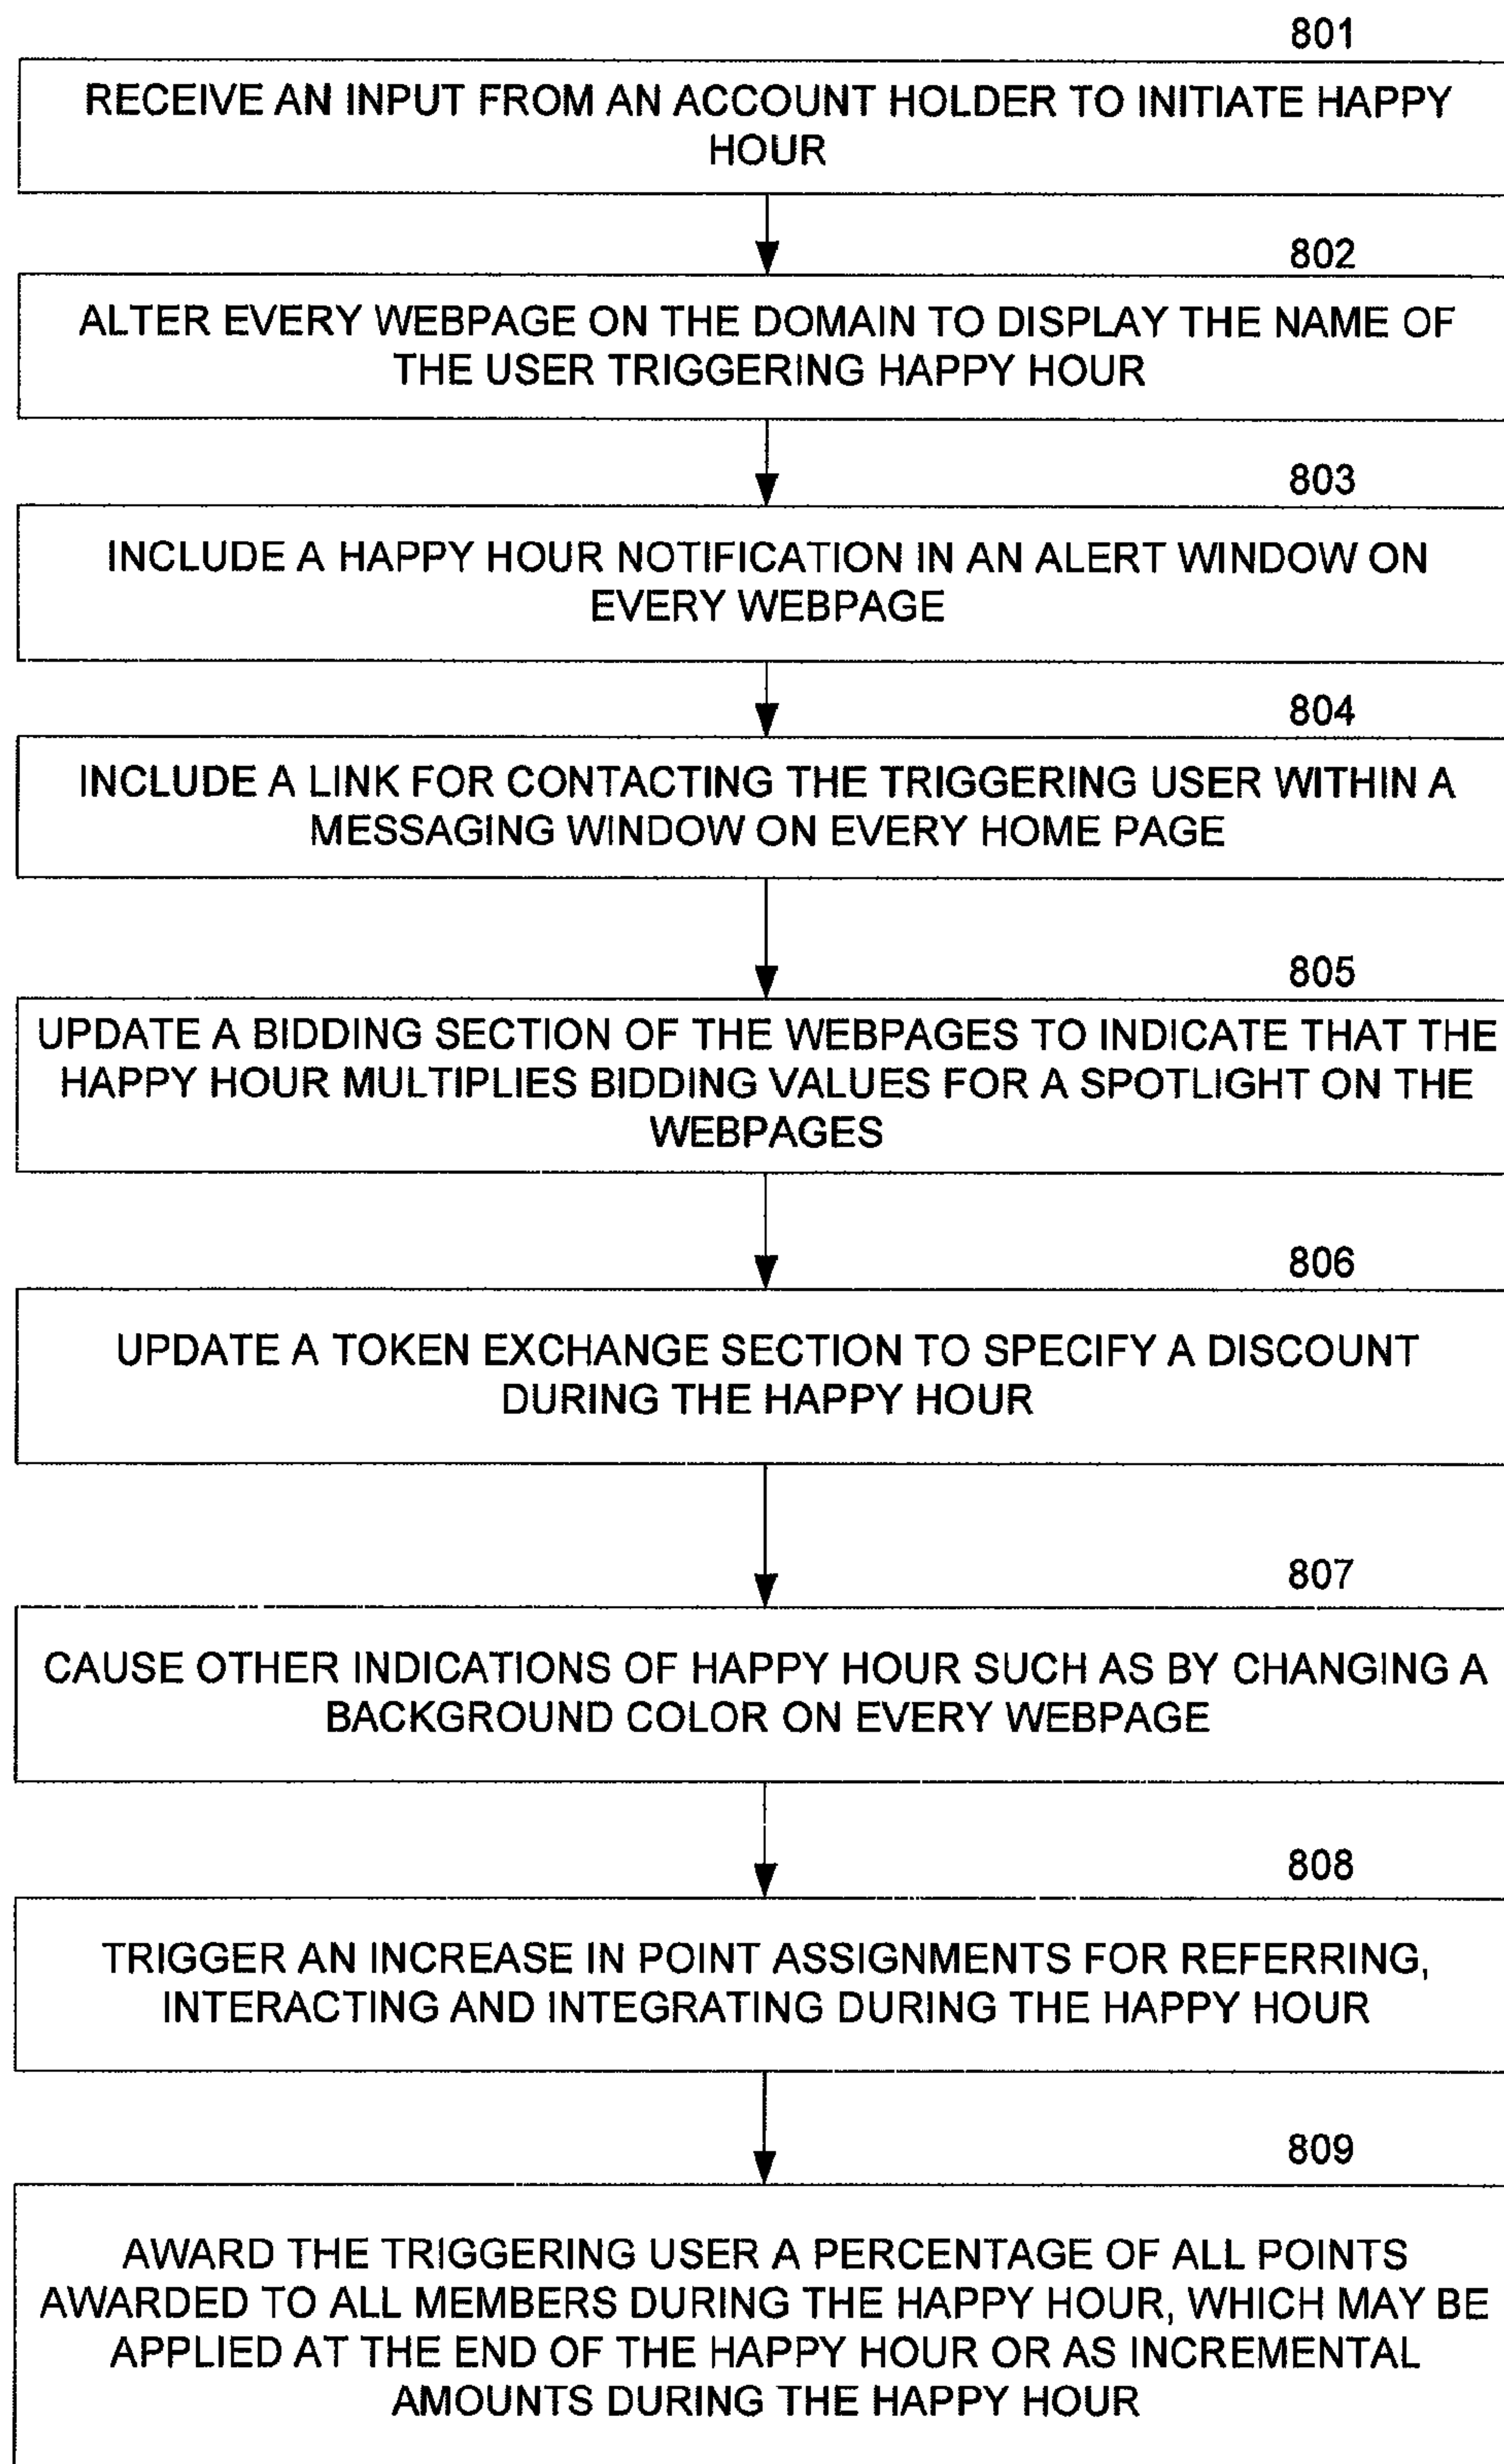 801
RECEIVE AN INPUT FROM AN ACCOUNT HOLDER TO INITIATE HAPPY
HOUR
802
ALTER EVERY WEBPAGE ON THE DOMAIN TO DISPLAY THE NAME OF
THE USER TRIGGERING HAPPY HOUR
803
INCLUDE A HAPPY HOUR NOTIFICATION IN AN ALERT WINDOW ON
EVERY WEBPAGE
804
INCLUDE A LINK FOR CONTACTING THE TRIGGERING USER WITHIN A
MESSAGING WINDOW ON EVERY HOME PAGE
805
UPDATE A BIDDING SECTION OF THE WEBPAGES TO INDICATE THAT THE
HAPPY HOUR MULTIPLIES BIDDING VALUES FOR A SPOTLIGHT ON THE
WEBPAGES
806
UPDATE A TOKEN EXCHANGE SECTION TO SPECIFY A DISCOUNT
DURING THE HAPPY HOUR
807
CAUSE OTHER INDICATIONS OF HAPPY HOUR SUCH AS BY CHANGING A
BACKGROUND COLOR ON EVERY WEBPAGE
808
TRIGGER AN INCREASE IN POINT ASSIGNMENTS FOR REFERRING,
INTERACTING AND INTEGRATING DURING THE HAPPY HOUR
809
AWARD THE TRIGGERING USER A PERCENTAGE OF ALL POINTS
AWARDED TO ALL MEMBERS DURING THE HAPPY HOUR, WHICH MAY BE
APPLIED AT THE END OF THE HAPPY HOUR OR AS INCREMENTAL
AMOUNTS DURING THE HAPPY HOUR